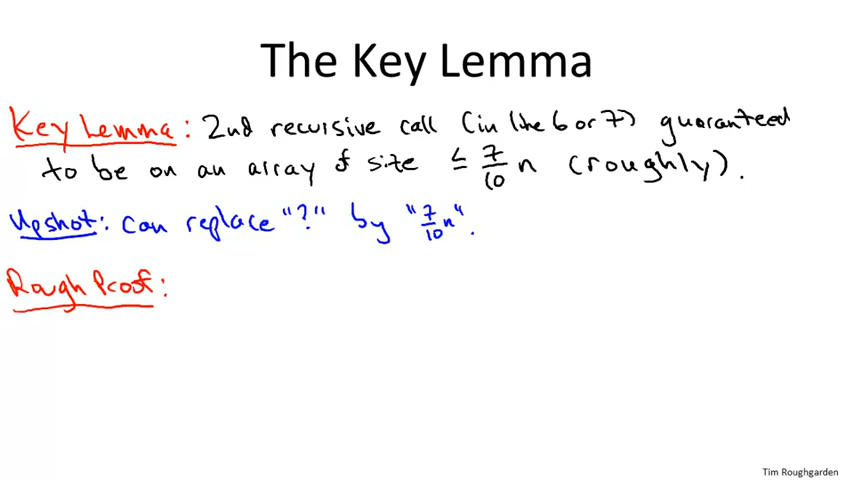 The Key Lemma
Key Lemma: 2nd recursive call (in line 6 or 7) guaranteed
to be on an array of size ≤ 7/10 n (roughly).
Upshot: can replace "?" by "7/10 n".
Rough Proof:
Tim Roughgarden